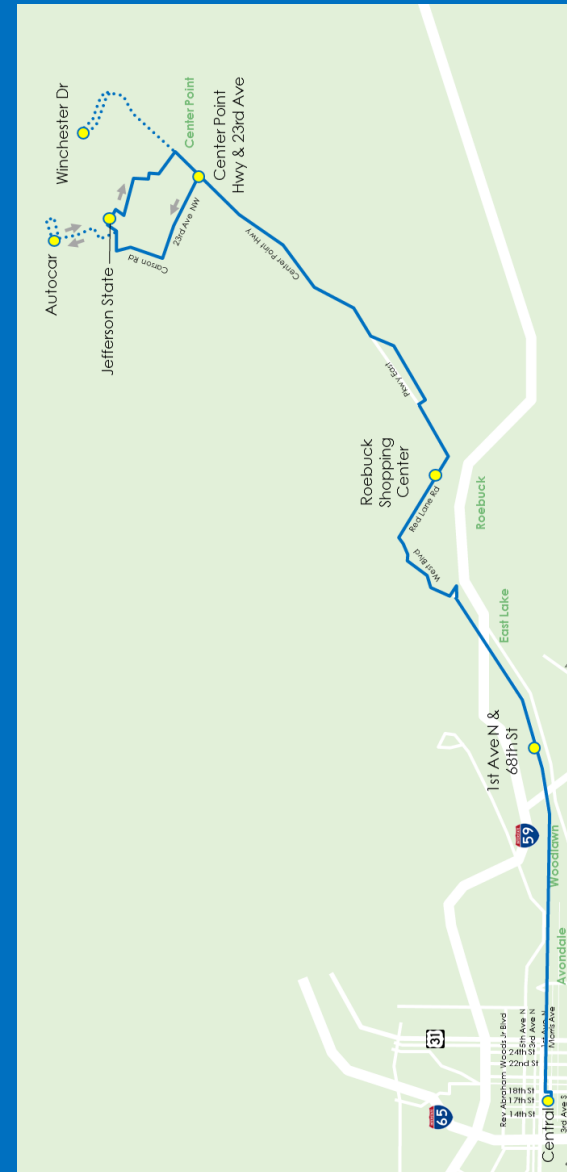 Winchester Dr
Autocar
Center Point
Center Point
Hwy & 23rd Ave
Jefferson State
23rd Ave NW
Carson Rd
Center Point Hwy
Pkwy East
Roebuck
Shopping
Center
Red Lane Rd
Roebuck
West Blvd
East Lake
1st Ave N &
68th St
59
Woodlawn
Avondale
31
Rev Abraham Woods Jr Blvd
5th Ave N
3rd Ave N
1st Ave N
Morris Ave
24th St
22nd St
18th St
17th St
14th St
65
Central
3rd Ave S